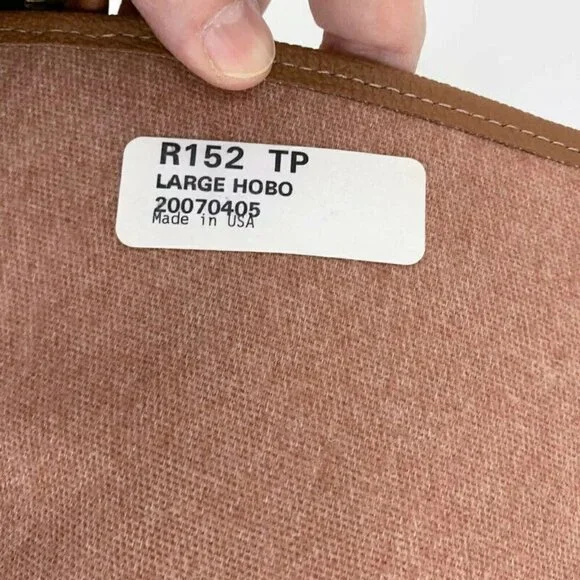 R152 TP
LARGE HOBO
20070405
Made in USA